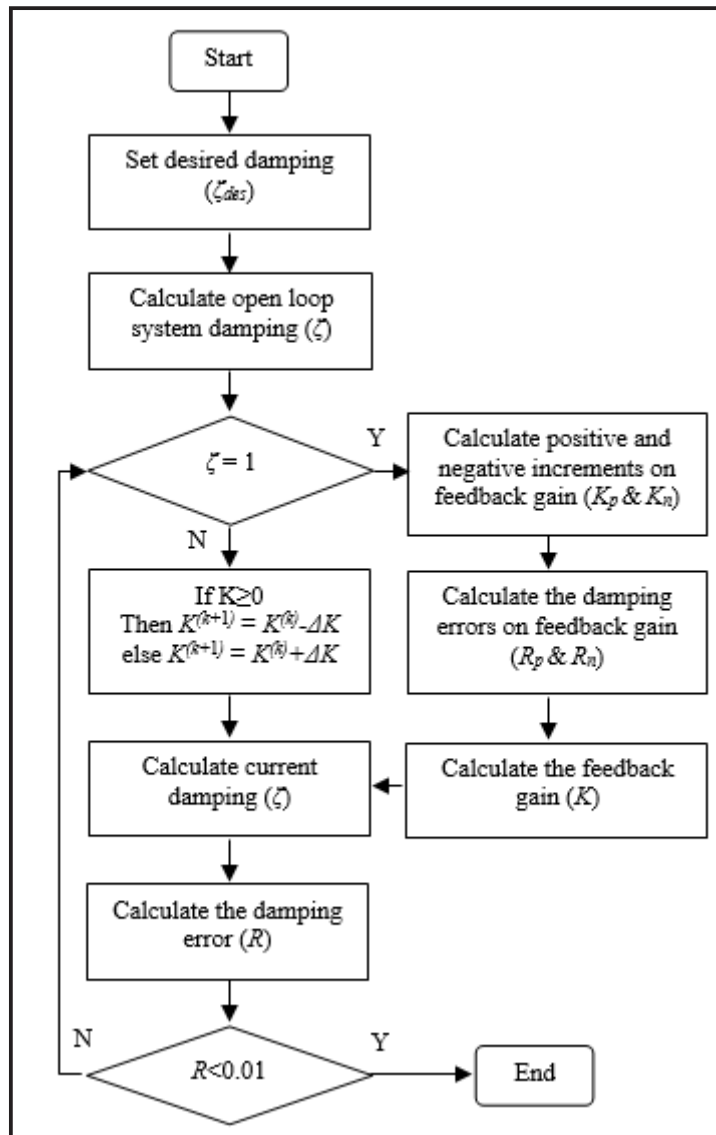 Start
Set desired damping
(ζdes)
Calculate open loop
system damping (ζ)
ζ = 1
Y
N
Calculate positive and
negative increments on
feedback gain (Kp & Kn)
If K≥0
Then K^(k+1) = K^(k)-ΔK
else K^(k+1) = K^(k)+ΔK
Calculate the damping
errors on feedback gain
(Rp & Rn)
Calculate current
damping (ζ)
Calculate the feedback
gain (K)
Calculate the damping
error (R)
N
Y
R<0.01
End